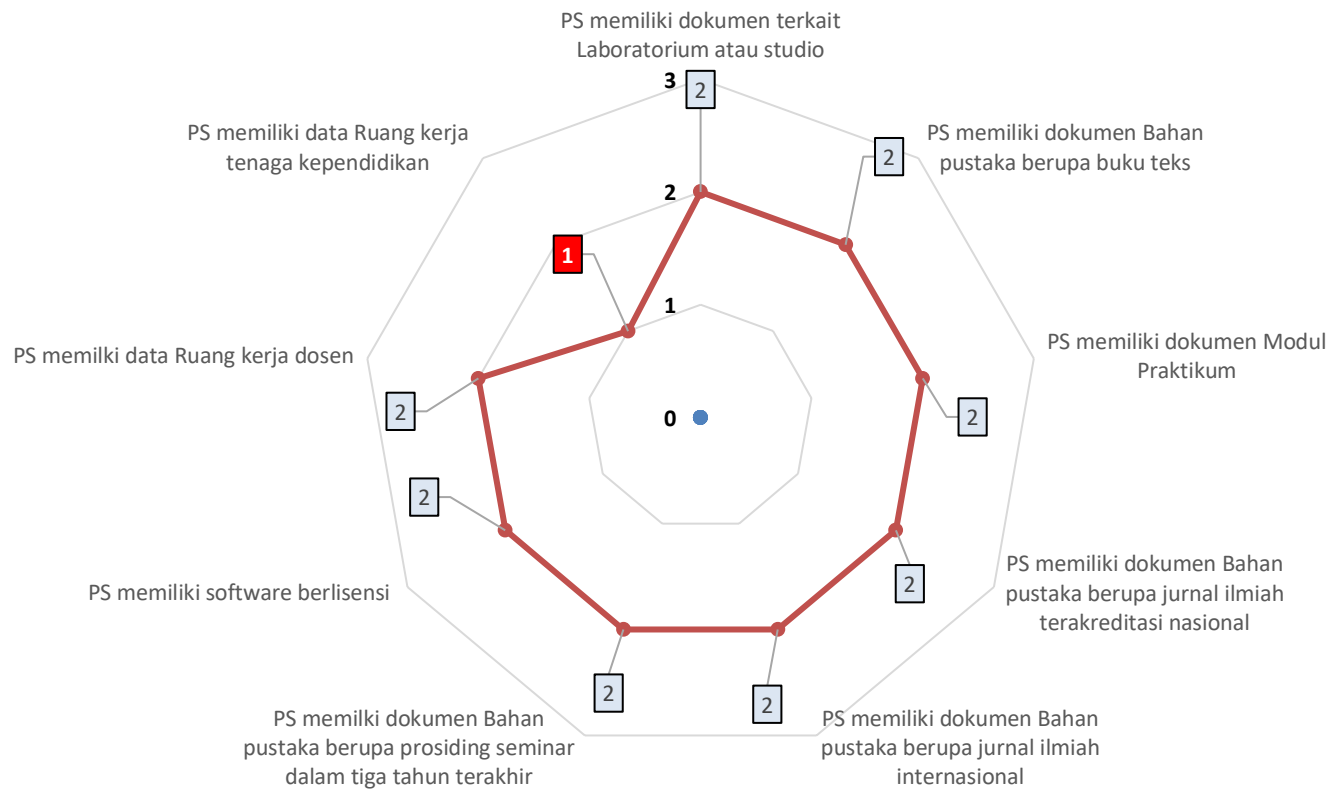 PS memiliki dokumen terkait
Laboratorium atau studio
3
2
PS memiliki data Ruang kerja
tenaga kependidikan
PS memiliki dokumen Bahan
pustaka berupa buku teks
2
2
1
1
PS memilki data Ruang kerja dosen
PS memiliki dokumen Modul
Praktikum
2
0
2
2
PS memiliki software berlisensi
2
PS memiliki dokumen Bahan
pustaka berupa jurnal ilmiah
terakreditasi nasional
2
2
PS memilki dokumen Bahan
pustaka berupa prosiding seminar
dalam tiga tahun terakhir
PS memiliki dokumen Bahan
pustaka berupa jurnal ilmiah
internasional